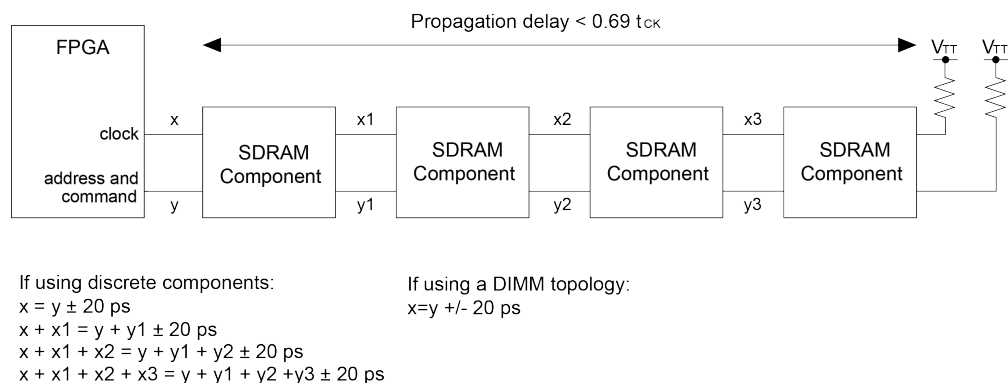 Propagation delay < 0.69 tCK
FPGA
VTT
VTT
clock
x
x1
x2
x3
SDRAM
Component
SDRAM
Component
SDRAM
Component
SDRAM
Component
address and
command
y
y1
y2
y3
If using discrete components:
x = y ± 20 ps
x + x1 = y + y1 ± 20 ps
x + x1 + x2 = y + y1 + y2 ± 20 ps
x + x1 + x2 + x3 = y + y1 + y2 +y3 ± 20 ps
If using a DIMM topology:
x=y +/- 20 ps